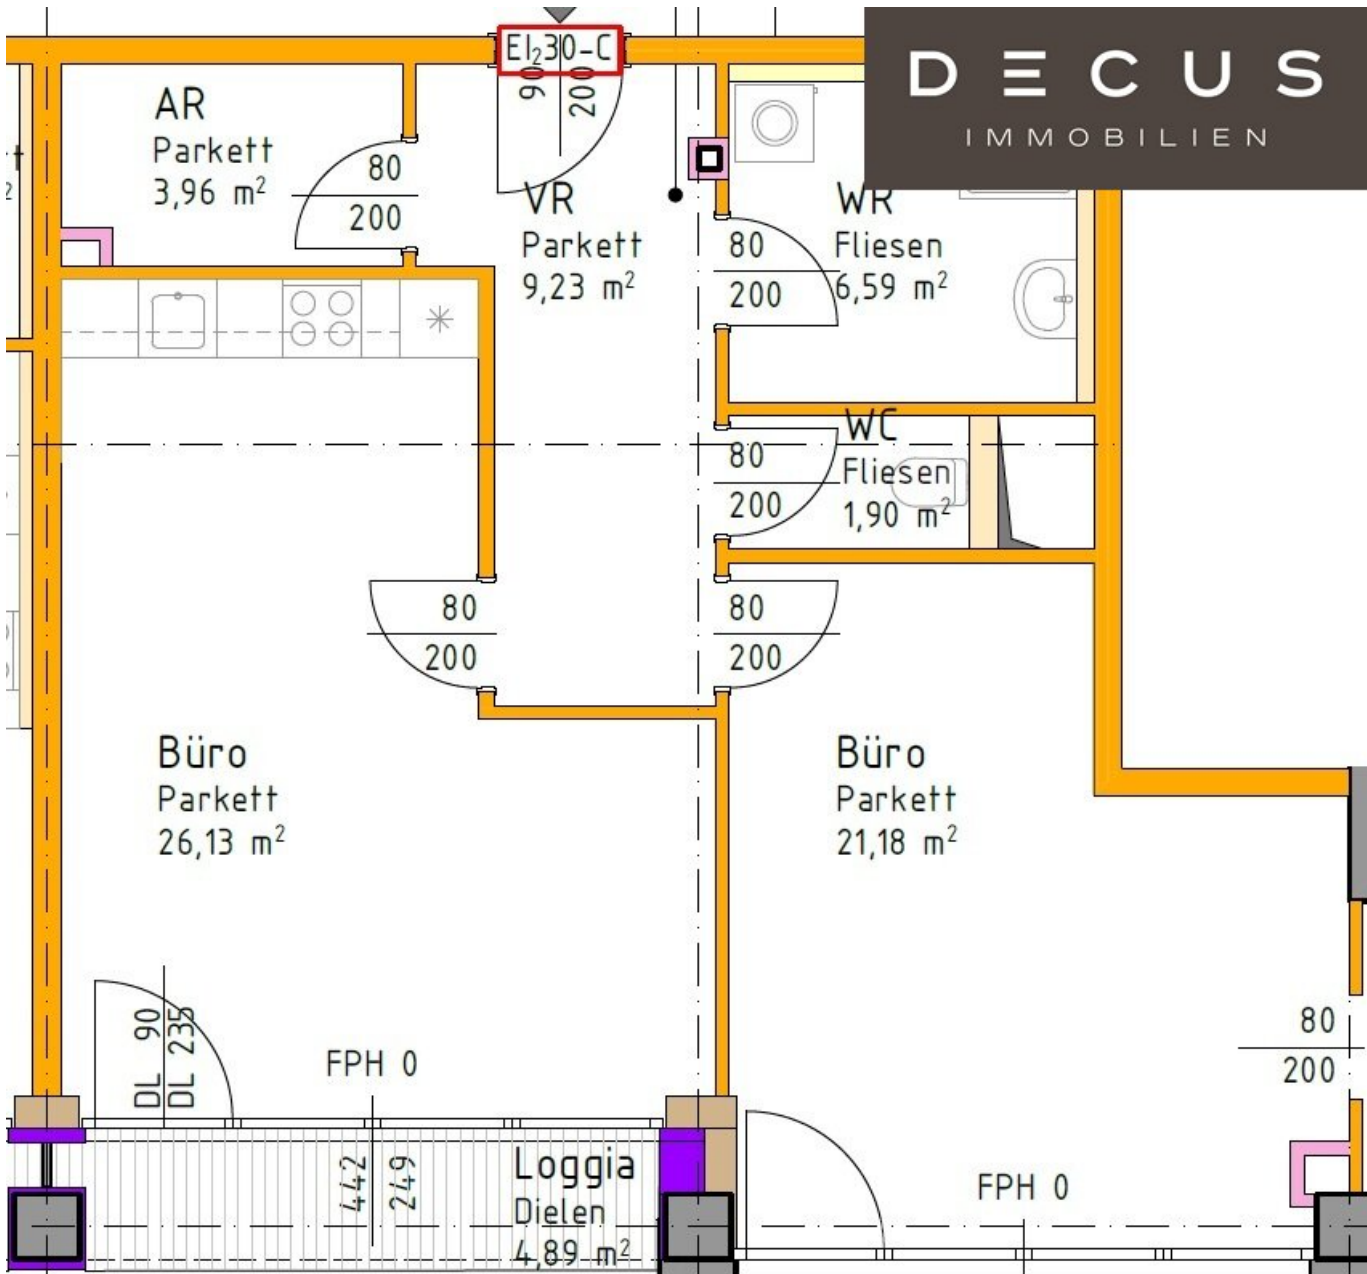 EI₂30-C
90
200
DECUS
IMMOBILIEN
AR
Parkett
3,96 m²
80
200
VR
Parkett
9,23 m²
80
200
WR
Fliesen
6,59 m²
80
200
WC
Fliesen
1,90 m²
80
200
80
200
Büro
Parkett
26,13 m²
Büro
Parkett
21,18 m²
DL 90
DL 235
FPH 0
80
200
442
249
Loggia
Dielen
4,89 m²
FPH 0